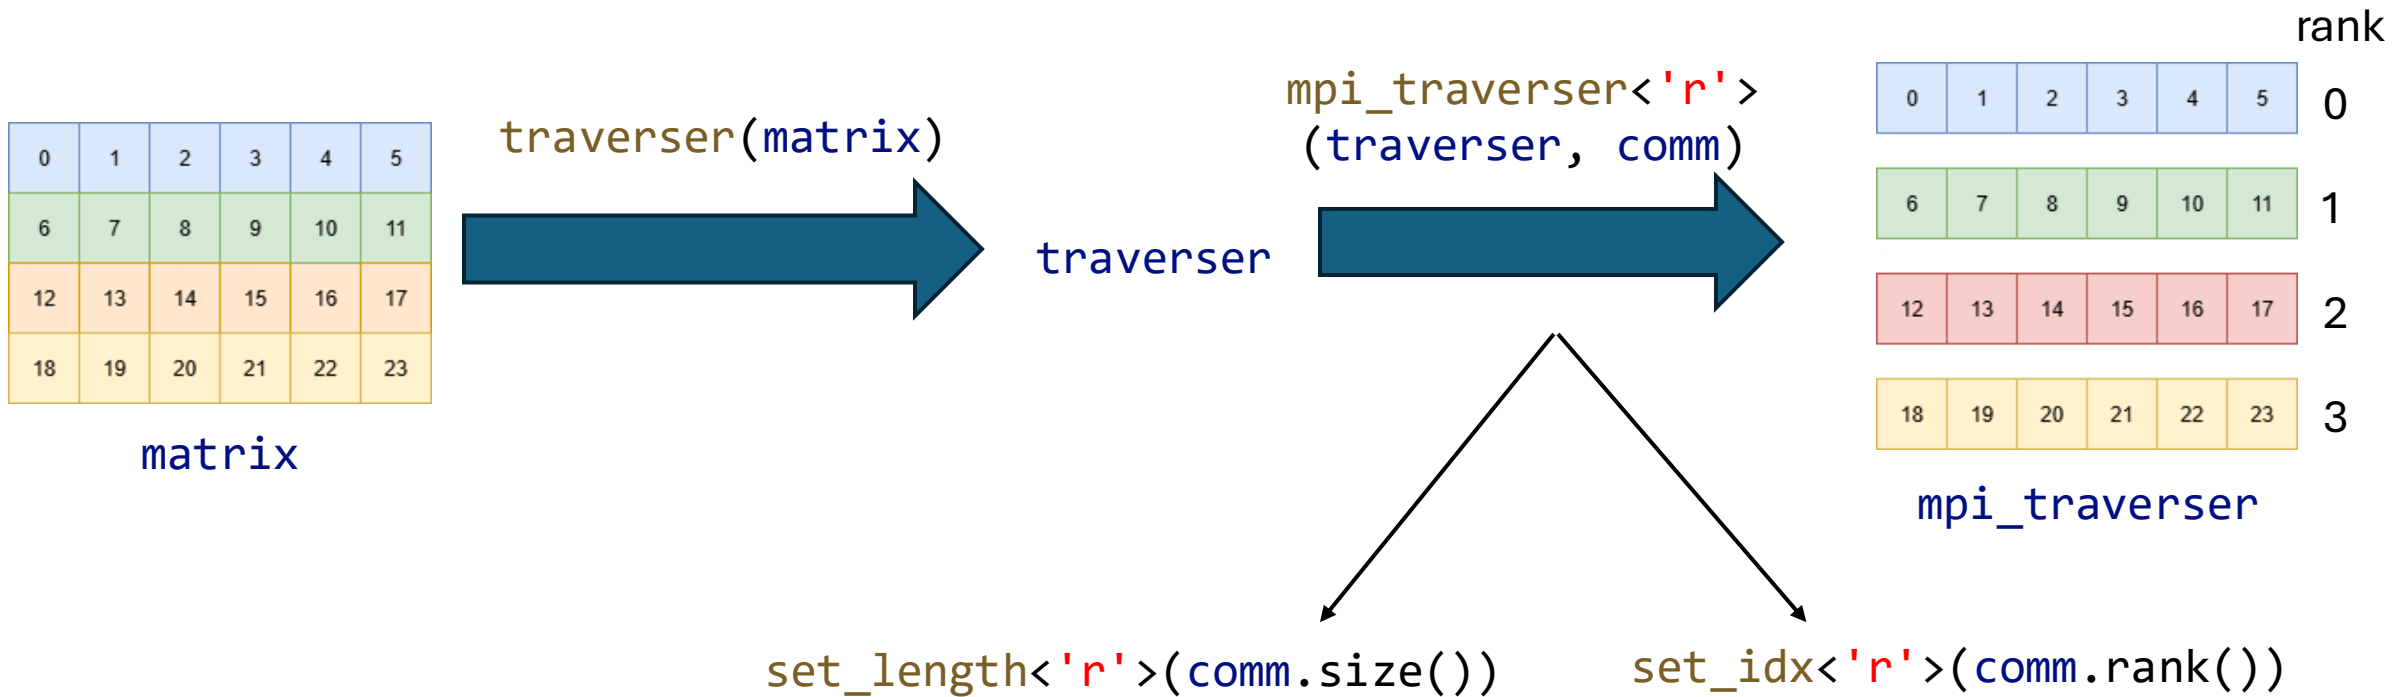 rank
0 1 2 3 4 5
6 7 8 9 10 11
12 13 14 15 16 17
18 19 20 21 22 23
matrix
traverser(matrix)
traverser
mpi_traverser<'r'>
(traverser, comm)
0 1 2 3 4 5 0
6 7 8 9 10 11 1
12 13 14 15 16 17 2
18 19 20 21 22 23 3
mpi_traverser
set_length<'r'>(comm.size())
set_idx<'r'>(comm.rank())